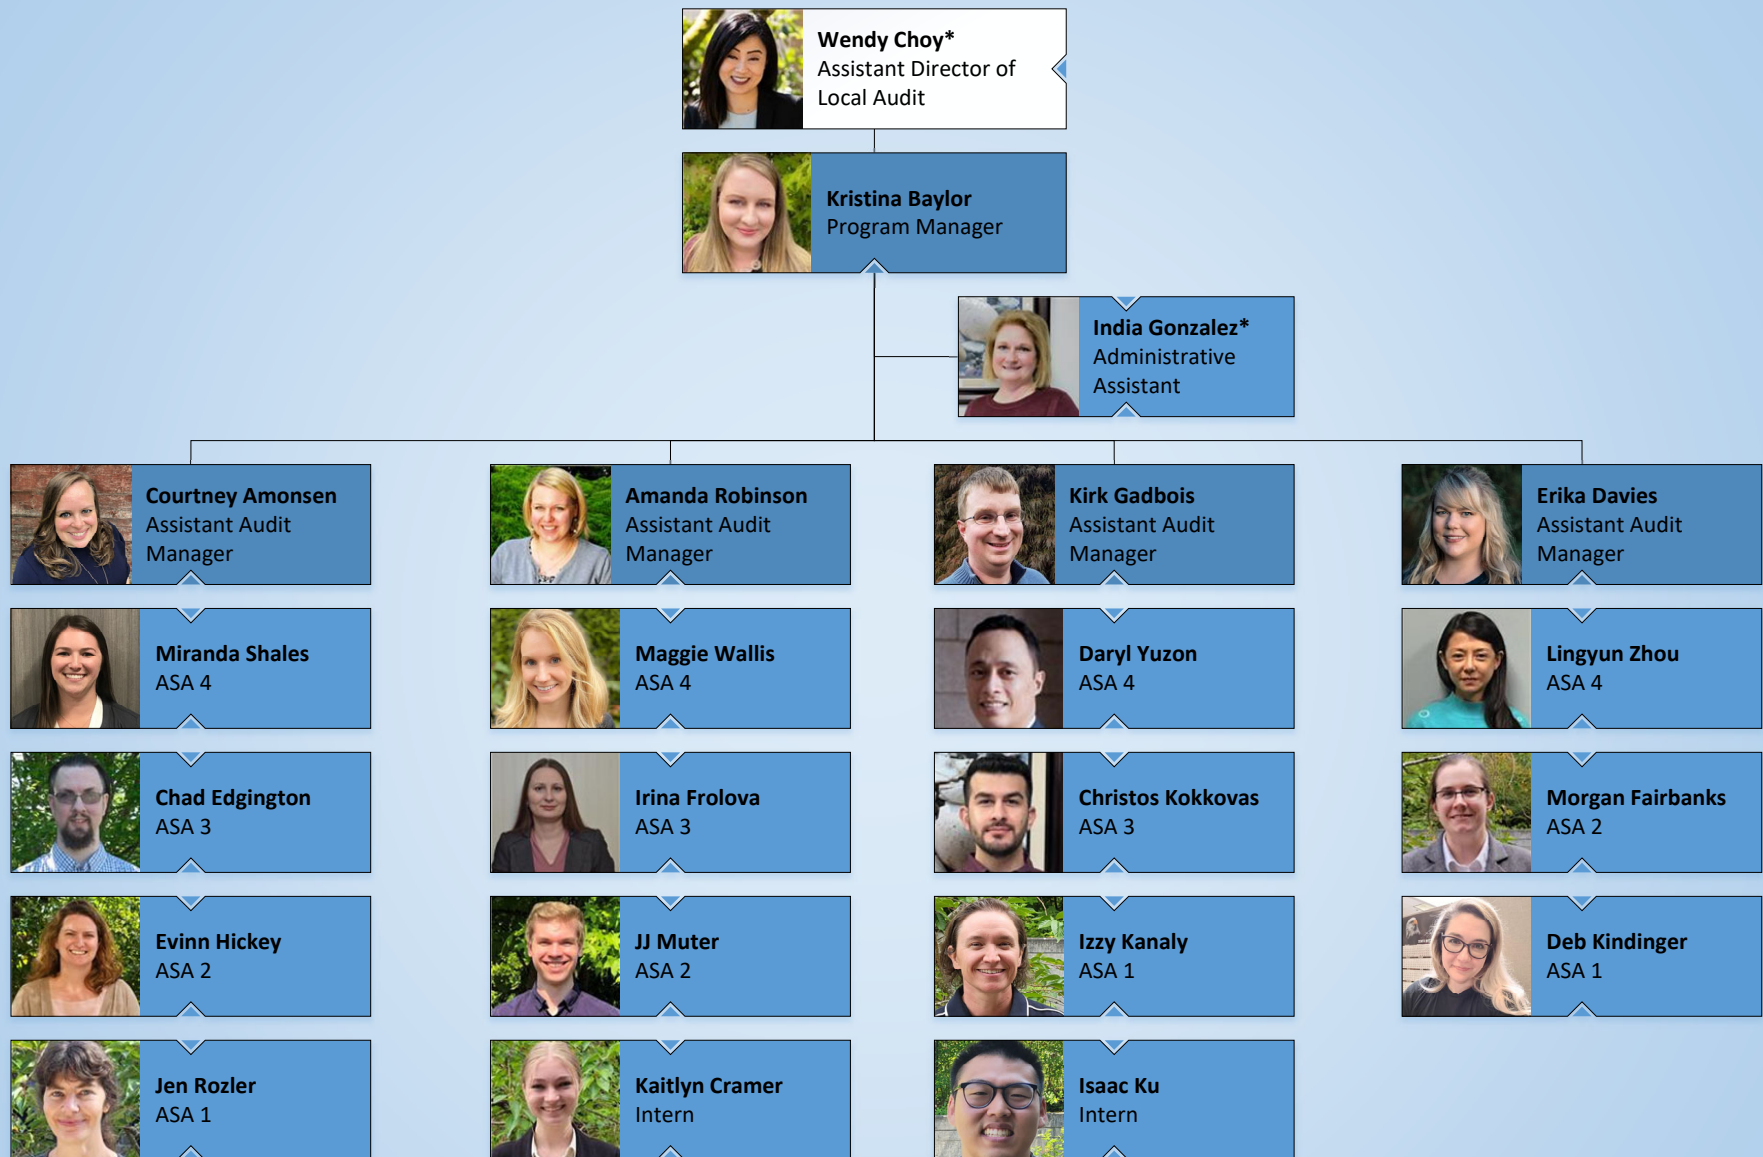 Wendy Choy*
Assistant Director of
Local Audit
Kristina Baylor
Program Manager
India Gonzalez*
Administrative
Assistant
Courtney Amonsen
Assistant Audit
Manager
Amanda Robinson
Assistant Audit
Manager
Kirk Gadbois
Assistant Audit
Manager
Erika Davies
Assistant Audit
Manager
Miranda Shales
ASA 4
Maggie Wallis
ASA 4
Daryl Yuzon
ASA 4
Lingyun Zhou
ASA 4
Chad Edgington
ASA 3
Irina Frolova
ASA 3
Christos Kokkovas
ASA 3
Morgan Fairbanks
ASA 2
Evinn Hickey
ASA 2
JJ Muter
ASA 2
Izzy Kanaly
ASA 1
Deb Kindinger
ASA 1
Jen Rozler
ASA 1
Kaitlyn Cramer
Intern
Isaac Ku
Intern